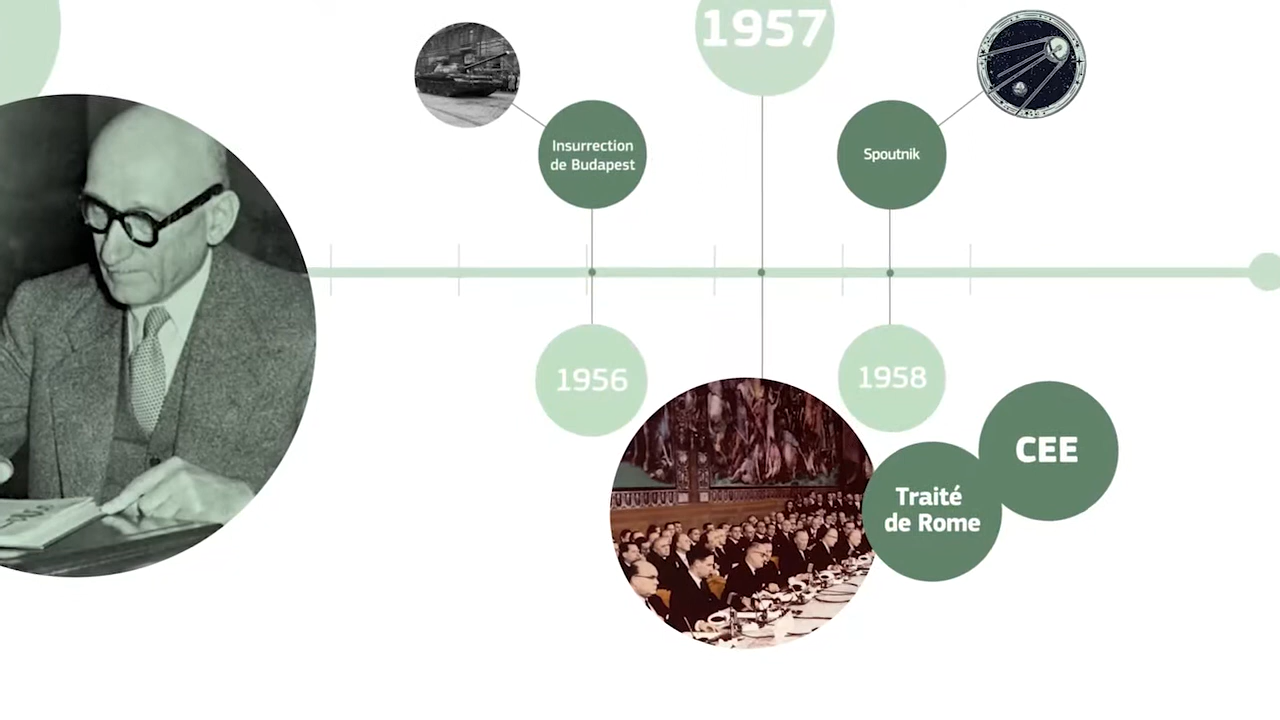 1957
Insurrection
de Budapest
Spoutnik
1956
1958
CEE
Traité
de Rome